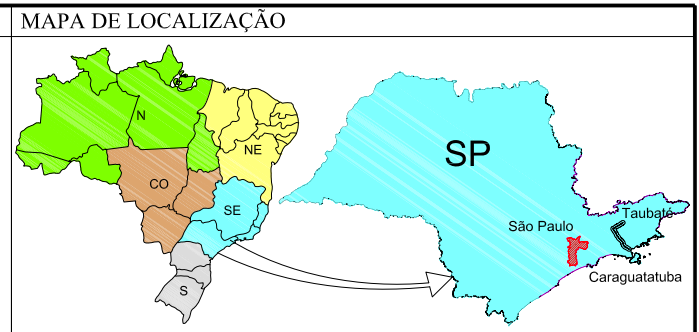 MAPA DE LOCALIZAÇÃO
N
NE
CO
SE
S
SP
São Paulo
Taubaté
Caraguatatuba